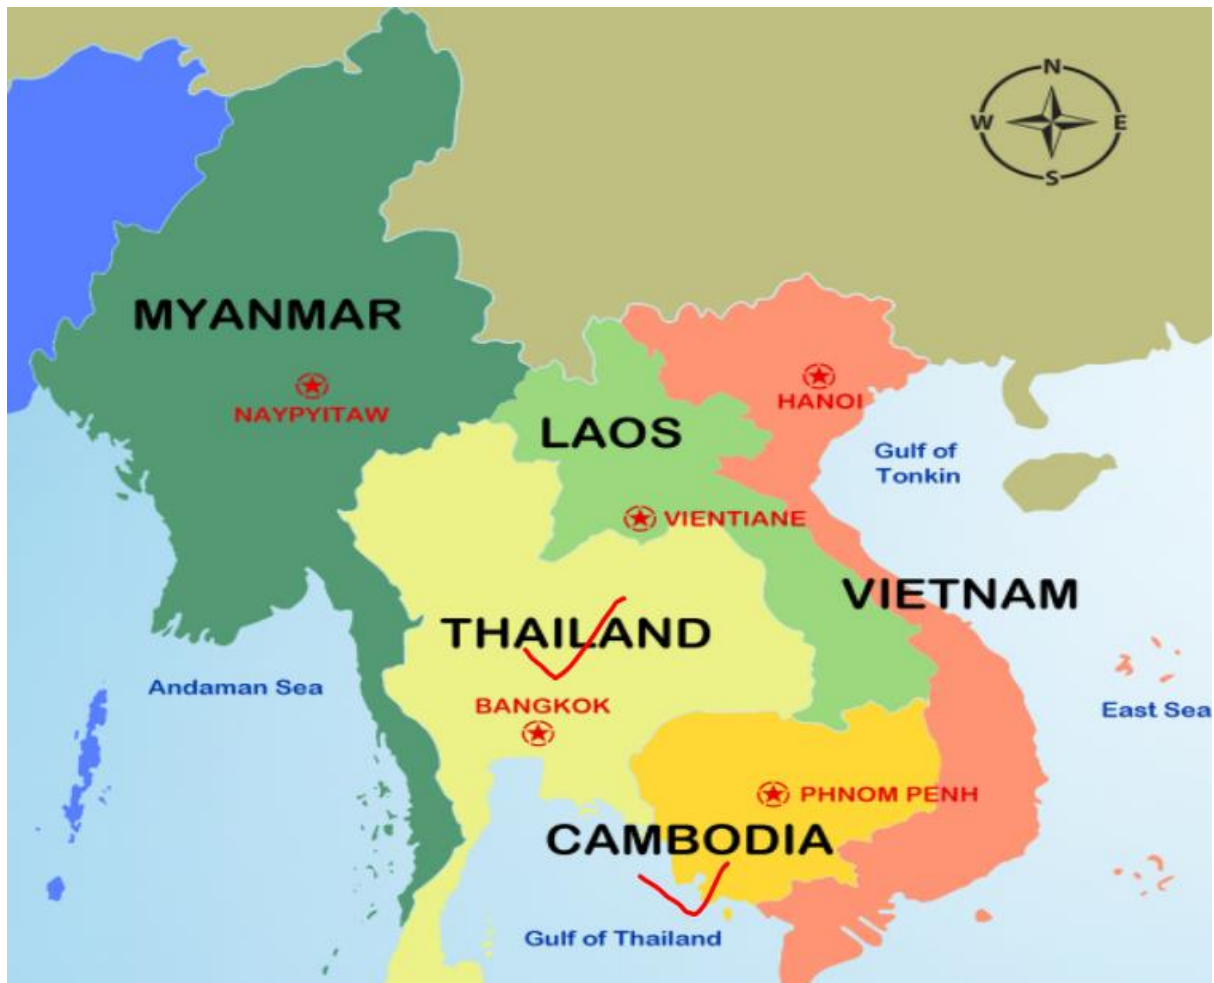 N
W
E
S
MYANMAR
NAYPYITAW
HANOI
LAOS
Gulf of
Tonkin
VIENTIANE
VIETNAM
THAILAND
Andaman Sea
BANGKOK
East Sea
PHNOM PENH
CAMBODIA
Gulf of Thailand